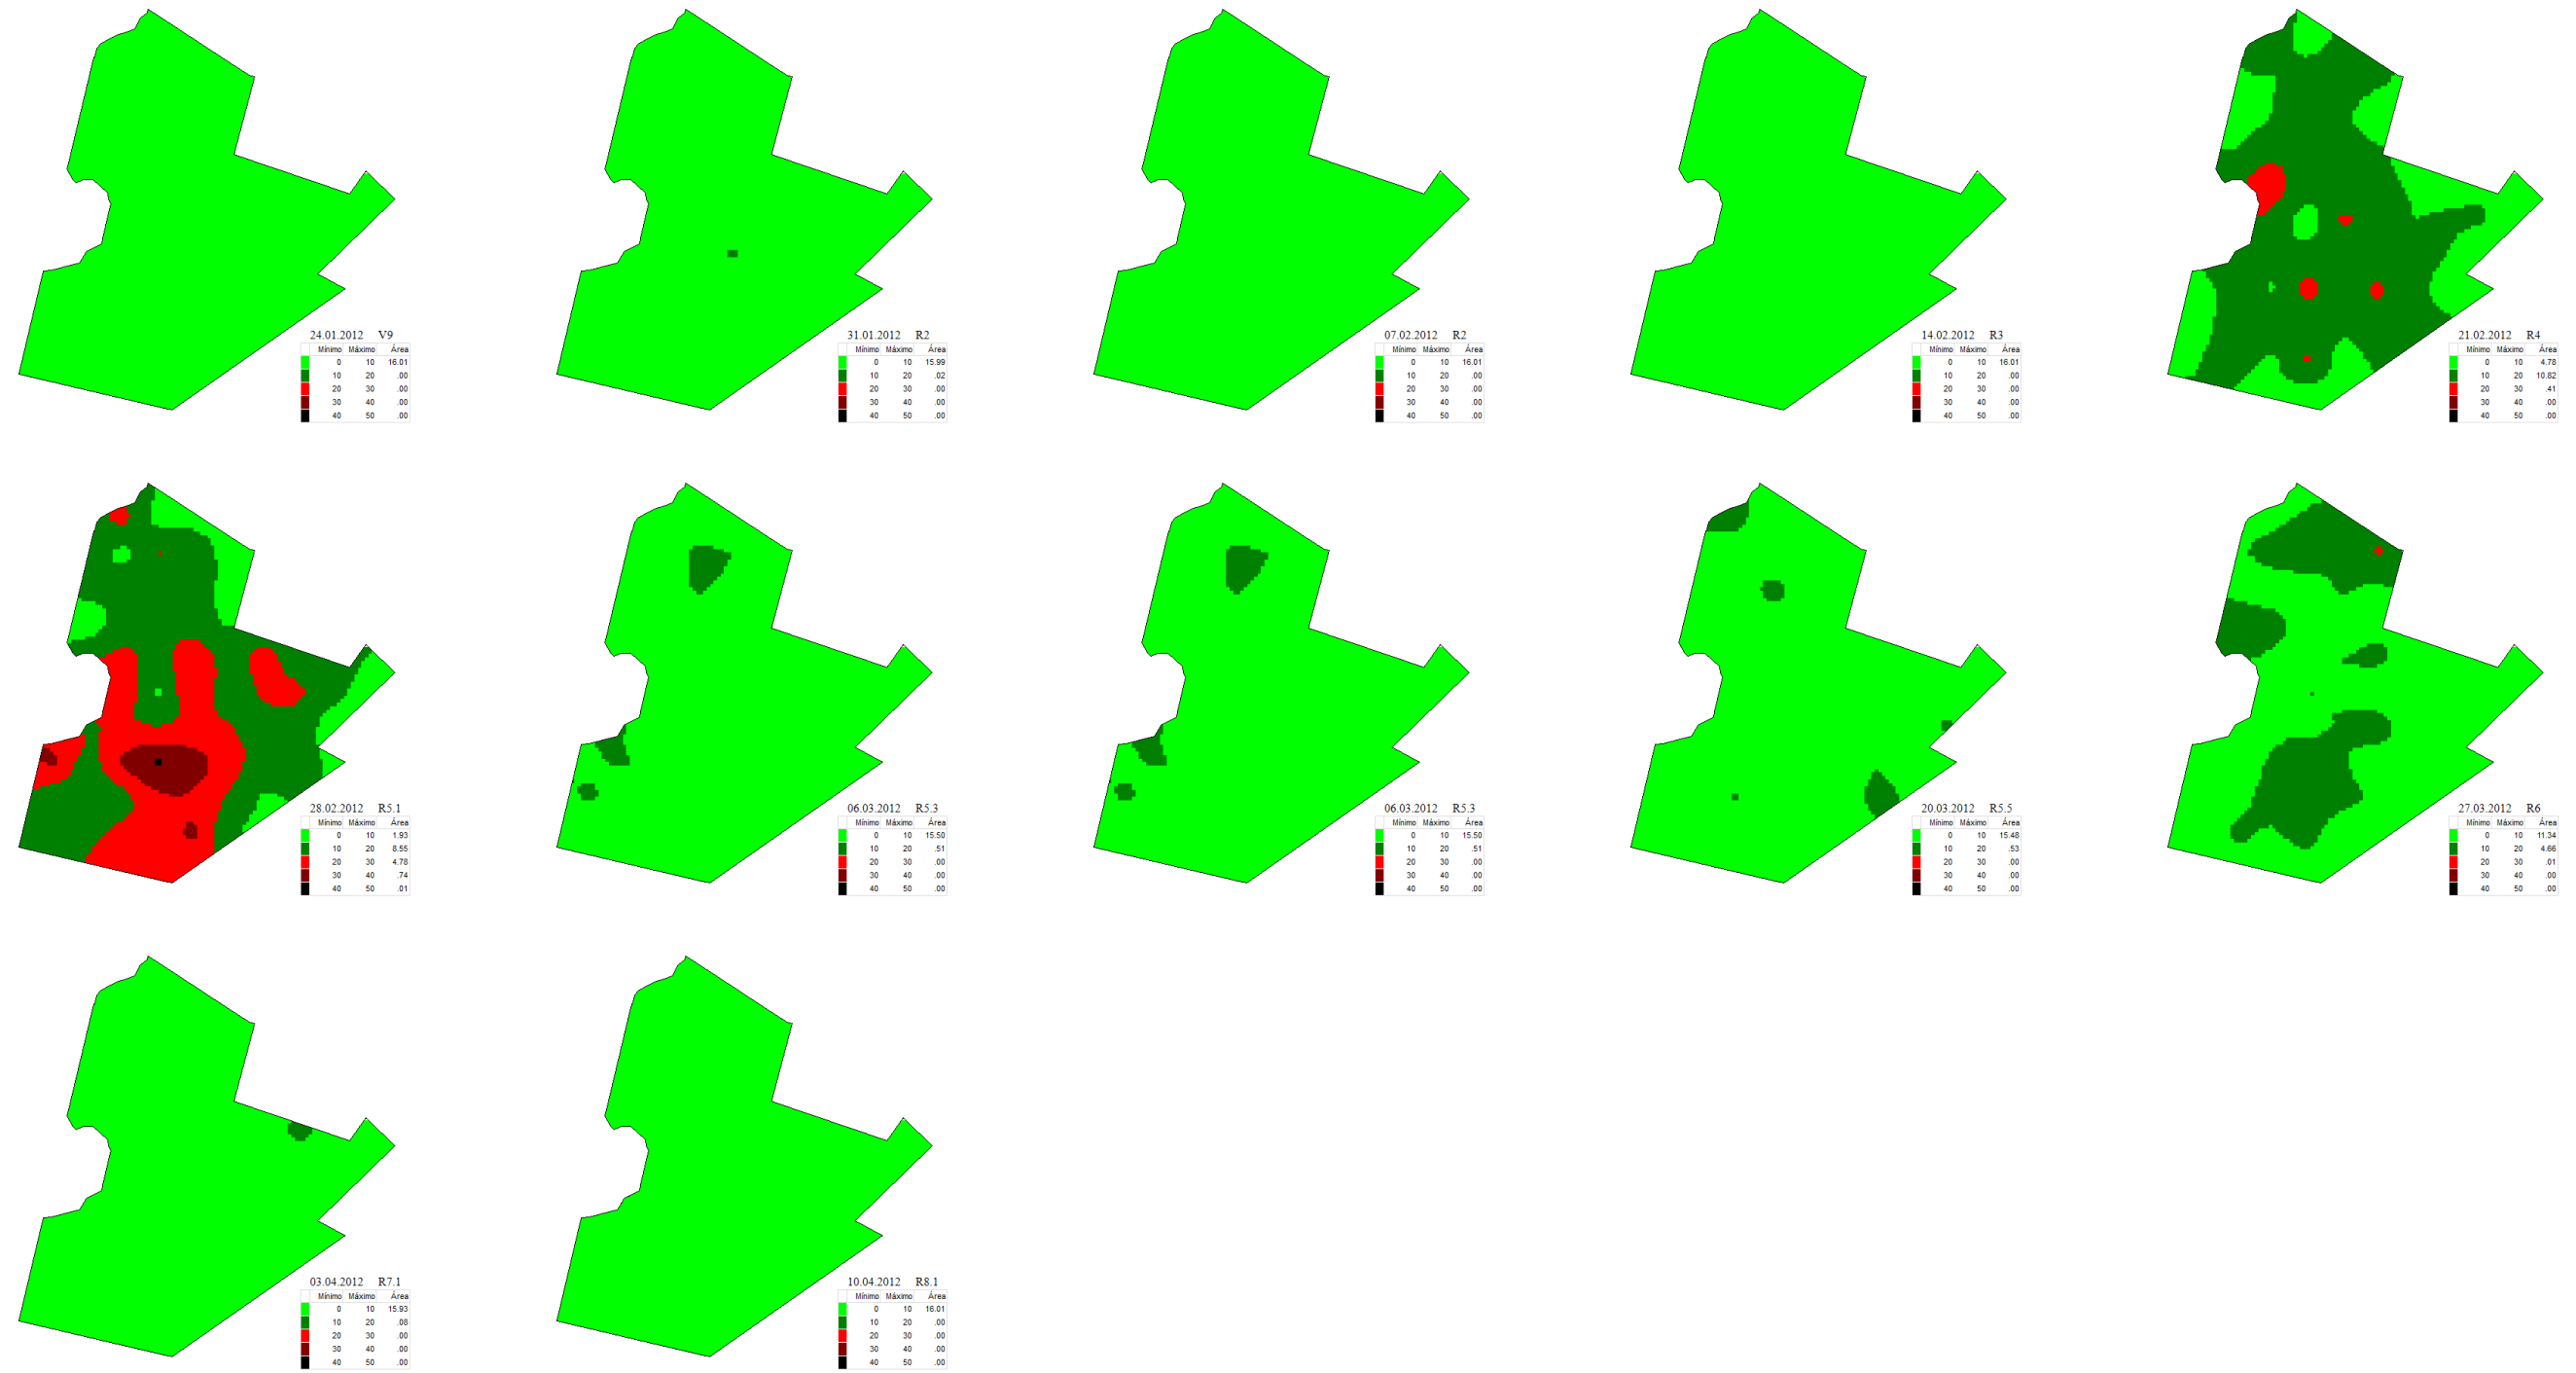 24.01.2012 V9
Mínimo Máximo Área
0 10 16.01
10 20 .00
20 30 .00
30 40 .00
40 50 .00
31.01.2012 R2
Mínimo Máximo Área
0 10 15.99
10 20 .02
20 30 .00
30 40 .00
40 50 .00
07.02.2012 R2
Mínimo Máximo Área
0 10 16.01
10 20 .00
20 30 .00
30 40 .00
40 50 .00
14.02.2012 R3
Mínimo Máximo Área
0 10 16.01
10 20 .00
20 30 .00
30 40 .00
40 50 .00
21.02.2012 R4
Mínimo Máximo Área
0 10 4.78
10 20 10.82
20 30 .41
30 40 .00
40 50 .00
28.02.2012 R5.1
Mínimo Máximo Área
0 10 1.93
10 20 8.55
20 30 4.78
30 40 .74
40 50 .01
06.03.2012 R5.3
Mínimo Máximo Área
0 10 15.50
10 20 .51
20 30 .00
30 40 .00
40 50 .00
06.03.2012 R5.3
Mínimo Máximo Área
0 10 15.50
10 20 .51
20 30 .00
30 40 .00
40 50 .00
20.03.2012 R5.5
Mínimo Máximo Área
0 10 15.48
10 20 .53
20 30 .00
30 40 .00
40 50 .00
27.03.2012 R6
Mínimo Máximo Área
0 10 11.34
10 20 4.66
20 30 .01
30 40 .00
40 50 .00
03.04.2012 R7.1
Mínimo Máximo Área
0 10 15.93
10 20 .08
20 30 .00
30 40 .00
40 50 .00
10.04.2012 R8.1
Mínimo Máximo Área
0 10 16.01
10 20 .00
20 30 .00
30 40 .00
40 50 .00